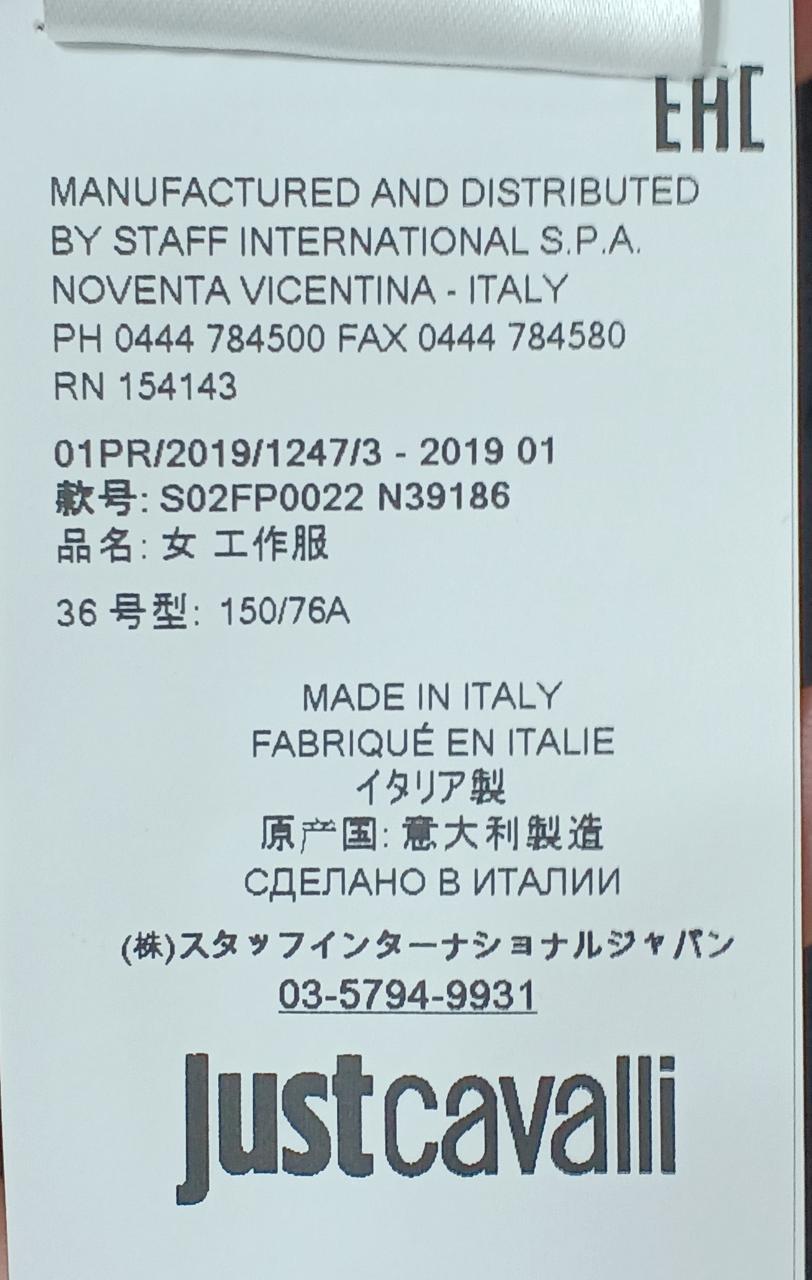 EAC
MANUFACTURED AND DISTRIBUTED
BY STAFF INTERNATIONAL S.P.A.
NOVENTA VICENTINA - ITALY
PH 0444 784500 FAX 0444 784580
RN 154143
01PR/2019/1247/3 - 2019 01
款号: S02FP0022 N39186
品名: 女 工作服
36 号型: 150/76A
MADE IN ITALY
FABRIQUÉ EN ITALIE
イタリア製
原产国: 意大利製造
СДЕЛАНО В ИТАЛИИ
(株)スタッフインターナショナルジャパン
03-5794-9931
justcavalli